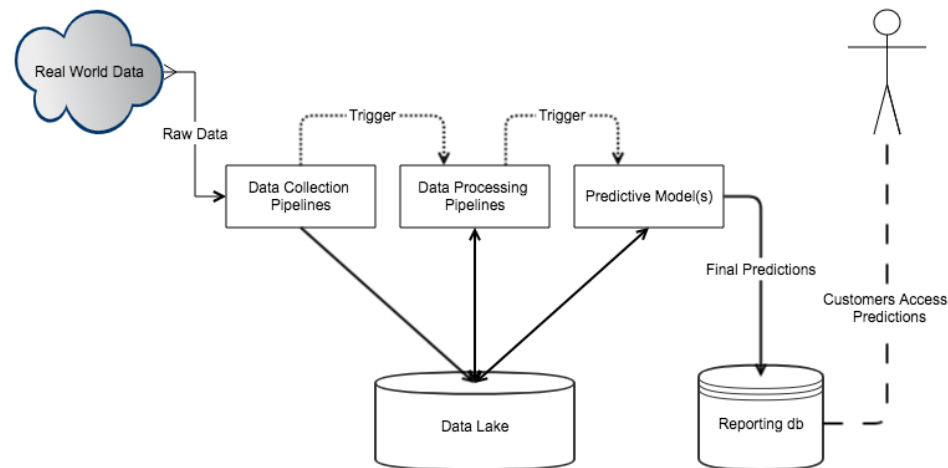 Real World Data
Raw Data
Trigger
Trigger
Data Collection
Pipelines
Data Processing
Pipelines
Predictive Model(s)
Final Predictions
Customers Access
Predictions
Data Lake
Reporting db